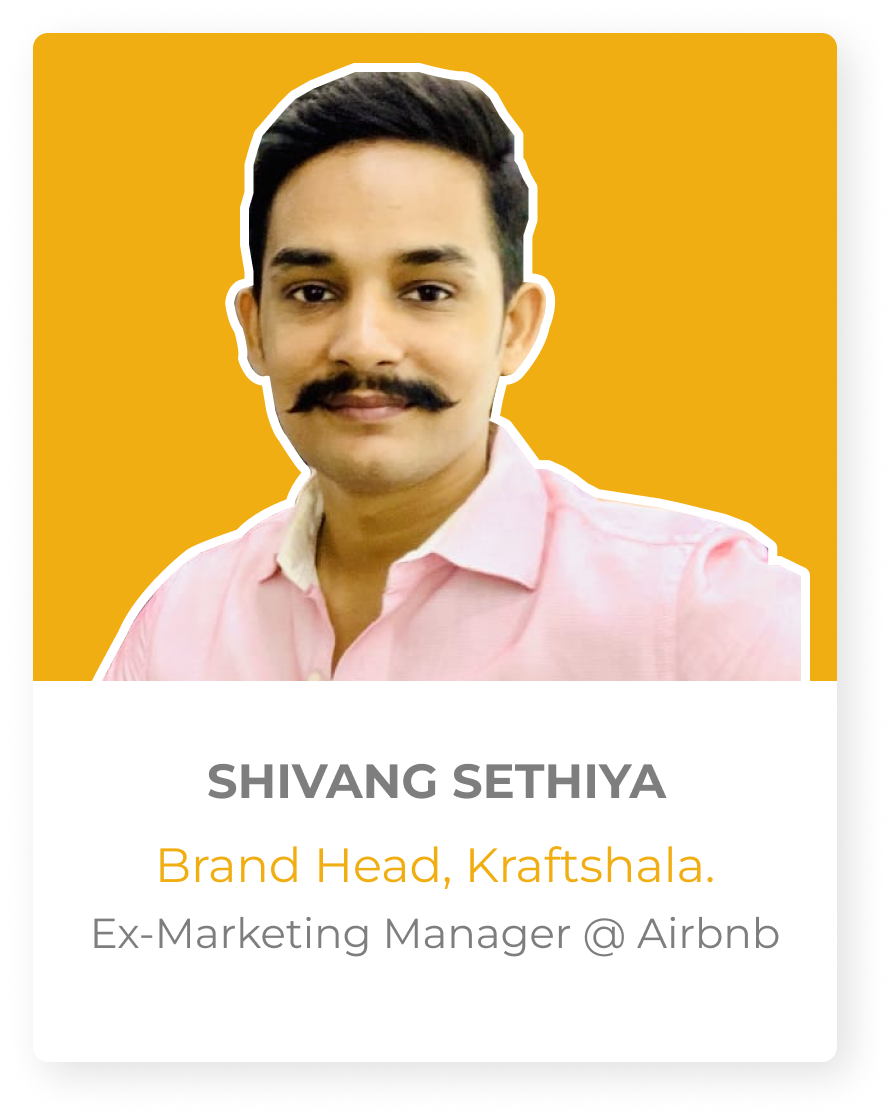 SHIVANG SETHIYA
Brand Head, Kraftshala.
Ex-Marketing Manager @ Airbnb